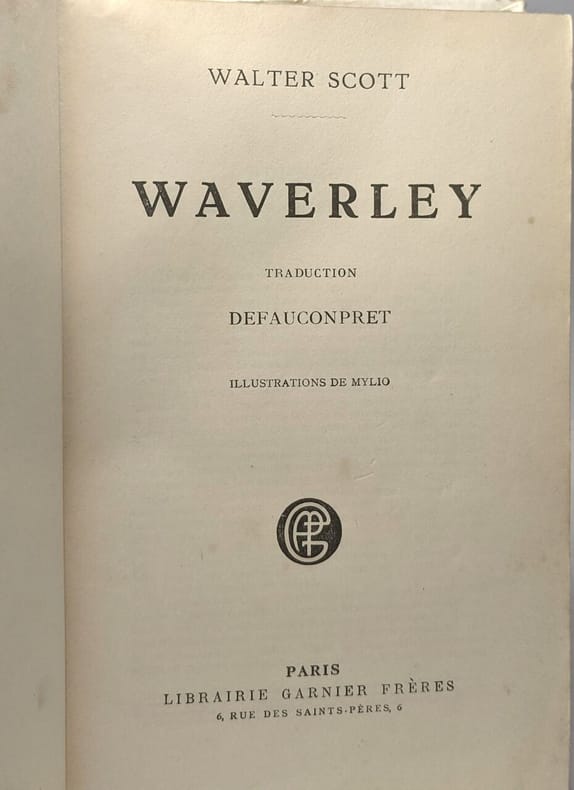 WALTER SCOTT
WAVERLEY
TRADUCTION
DEFAUCONPRET
ILLUSTRATIONS DE MYLIO
PARIS
LIBRAIRIE GARNIER FRÈRES
6, RUE DES SAINTS-PÈRES, 6